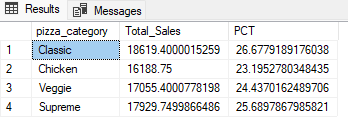 Results Messages
pizza_category Total_Sales PCT
1 Classic 18619.4000015259 26.6779189176038
2 Chicken 16188.75 23.1952780348435
3 Veggie 17055.4000778198 24.4370162489706
4 Supreme 17929.7499866486 25.6897867985821